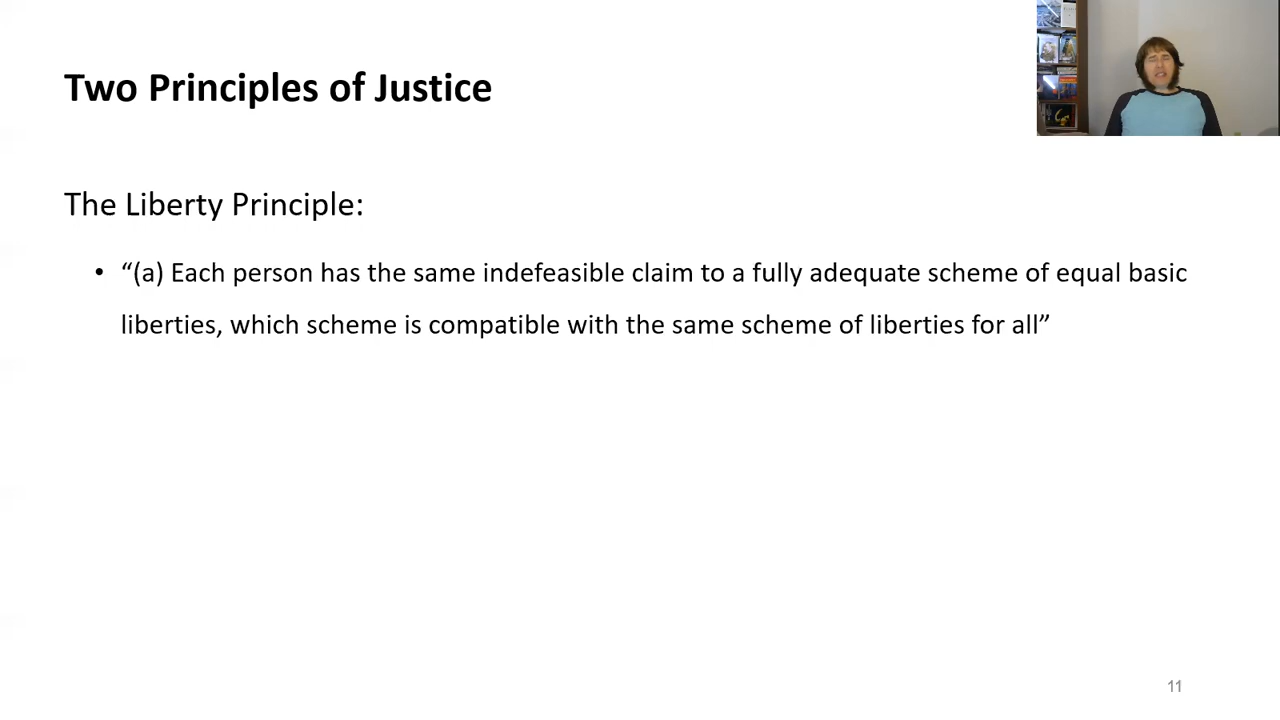 Two Principles of Justice
The Liberty Principle:
• “(a) Each person has the same indefeasible claim to a fully adequate scheme of equal basic
liberties, which scheme is compatible with the same scheme of liberties for all”
11